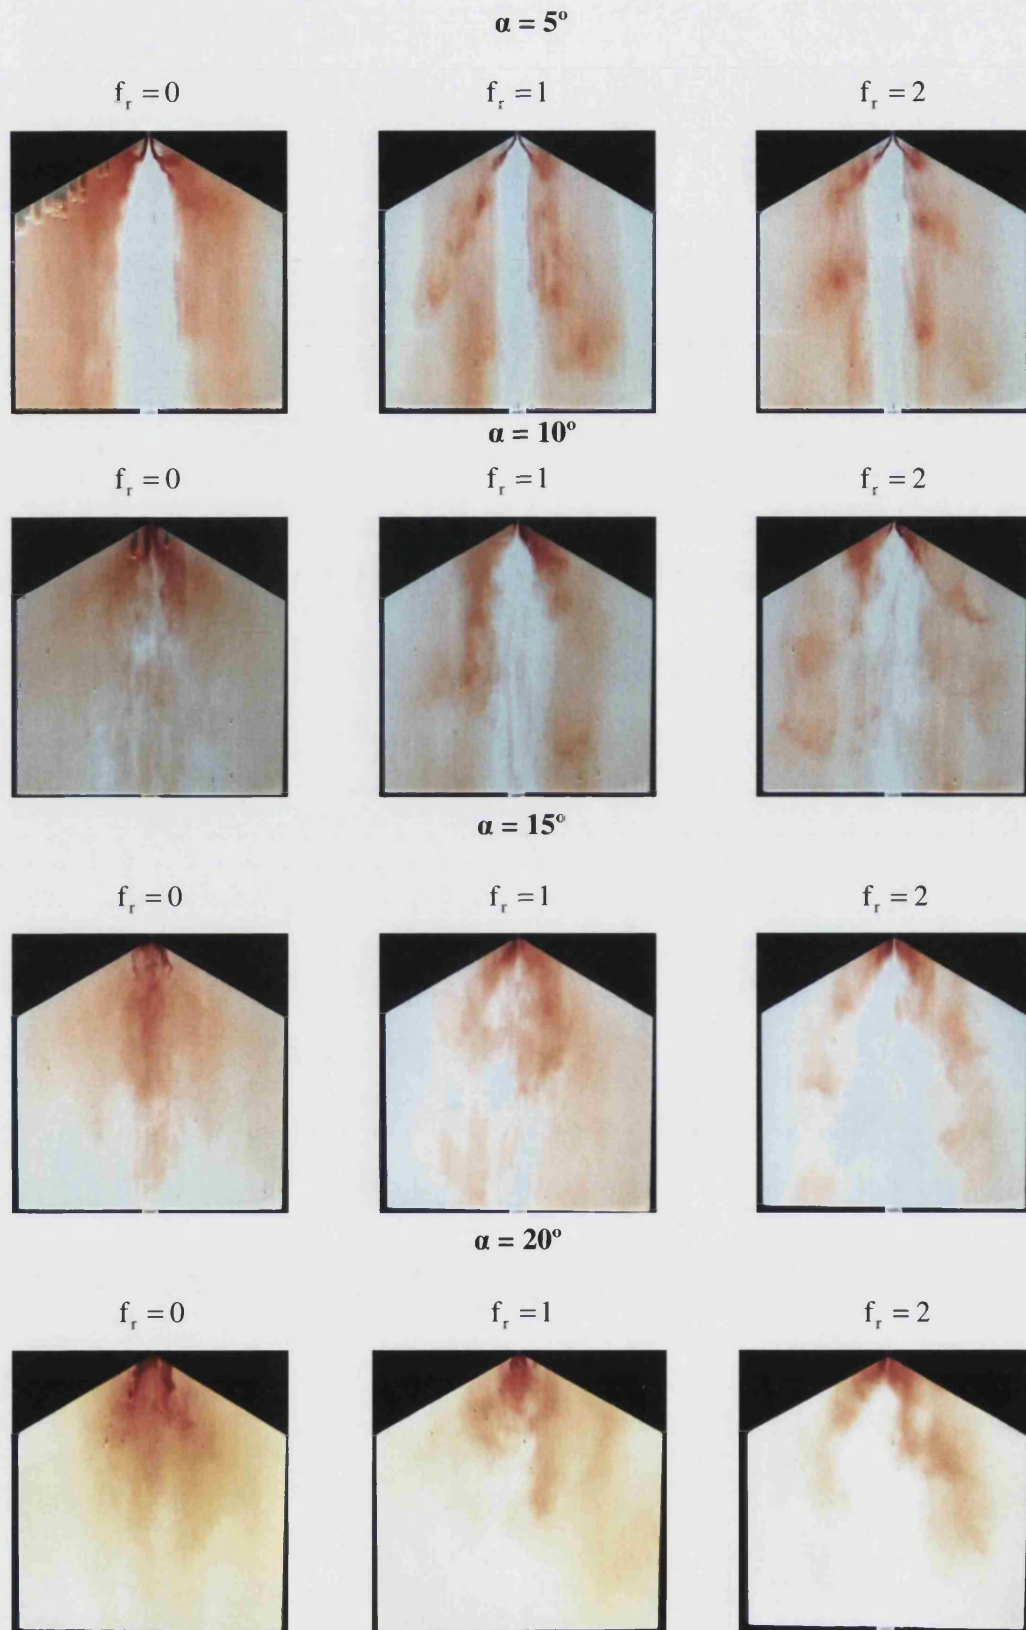 α = 5°
f_r = 0 f_r = 1 f_r = 2
α = 10°
f_r = 0 f_r = 1 f_r = 2
α = 15°
f_r = 0 f_r = 1 f_r = 2
α = 20°
f_r = 0 f_r = 1 f_r = 2